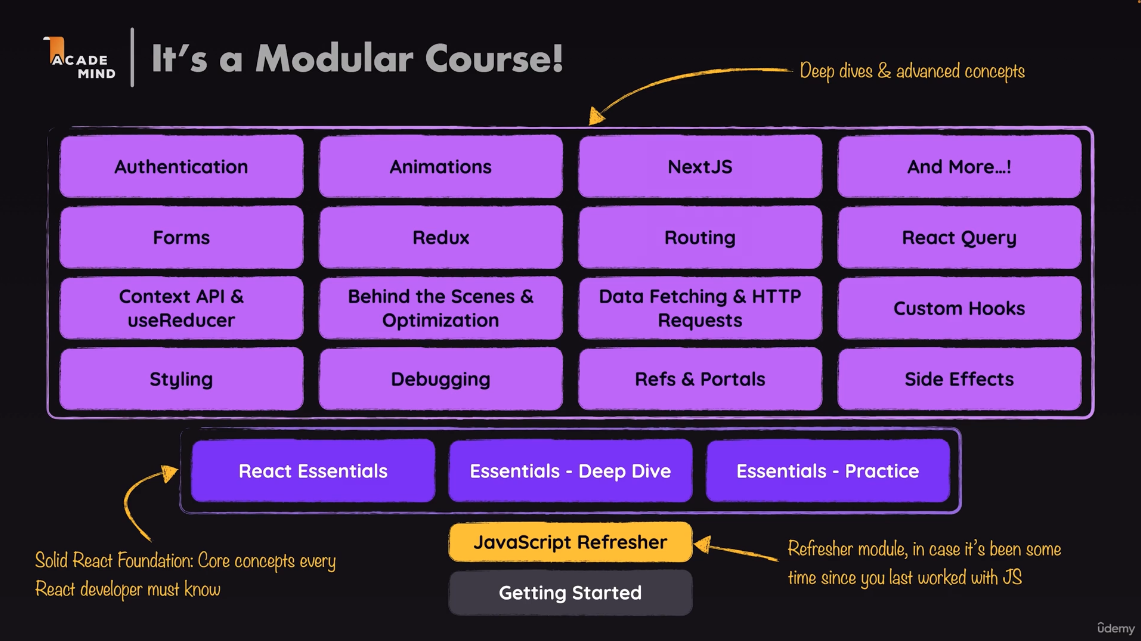 ACADE
MIND
It's a Modular Course!
Deep dives & advanced concepts
Authentication
Animations
NextJS
And More...!
Forms
Redux
Routing
React Query
Context API &
useReducer
Behind the Scenes &
Optimization
Data Fetching & HTTP
Requests
Custom Hooks
Styling
Debugging
Refs & Portals
Side Effects
React Essentials
Essentials - Deep Dive
Essentials - Practice
Solid React Foundation: Core concepts every
React developer must know
JavaScript Refresher
Refresher module, in case it's been some
time since you last worked with JS
Getting Started
udemy